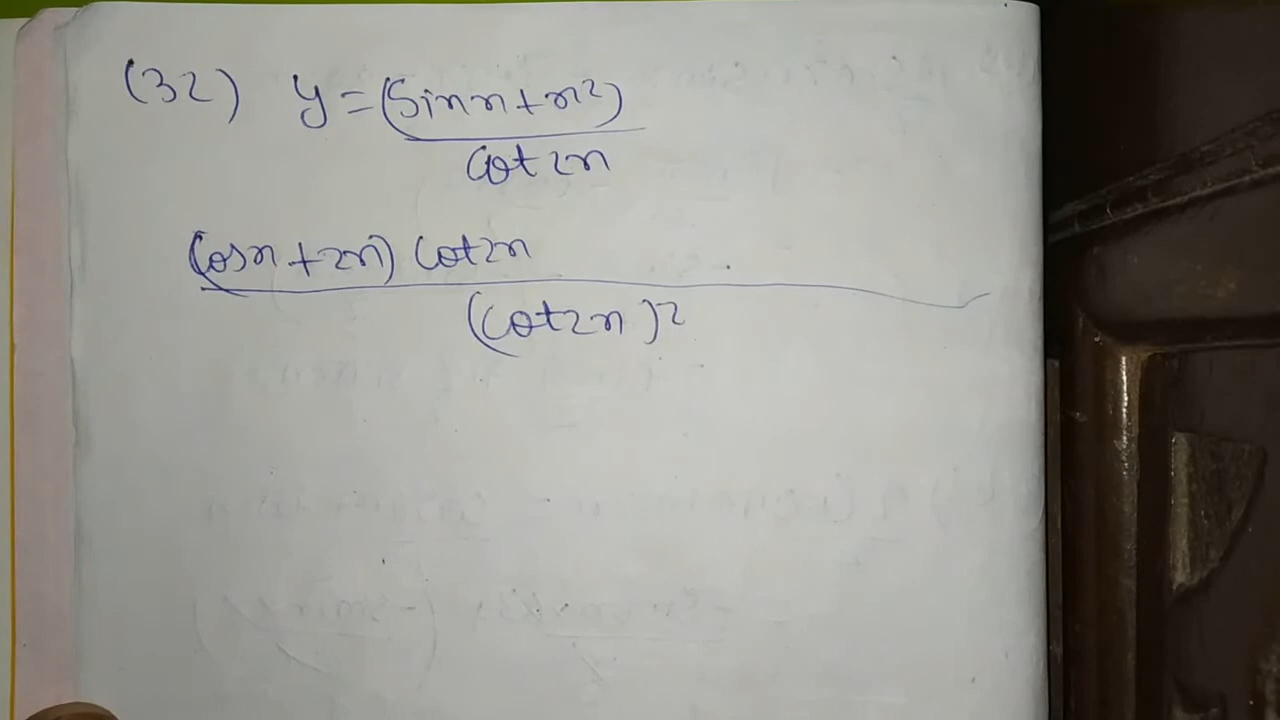 (32) y = (Sinx + x²)
cot 2x
(cosx + 2x) cot2x
(cot2x)2